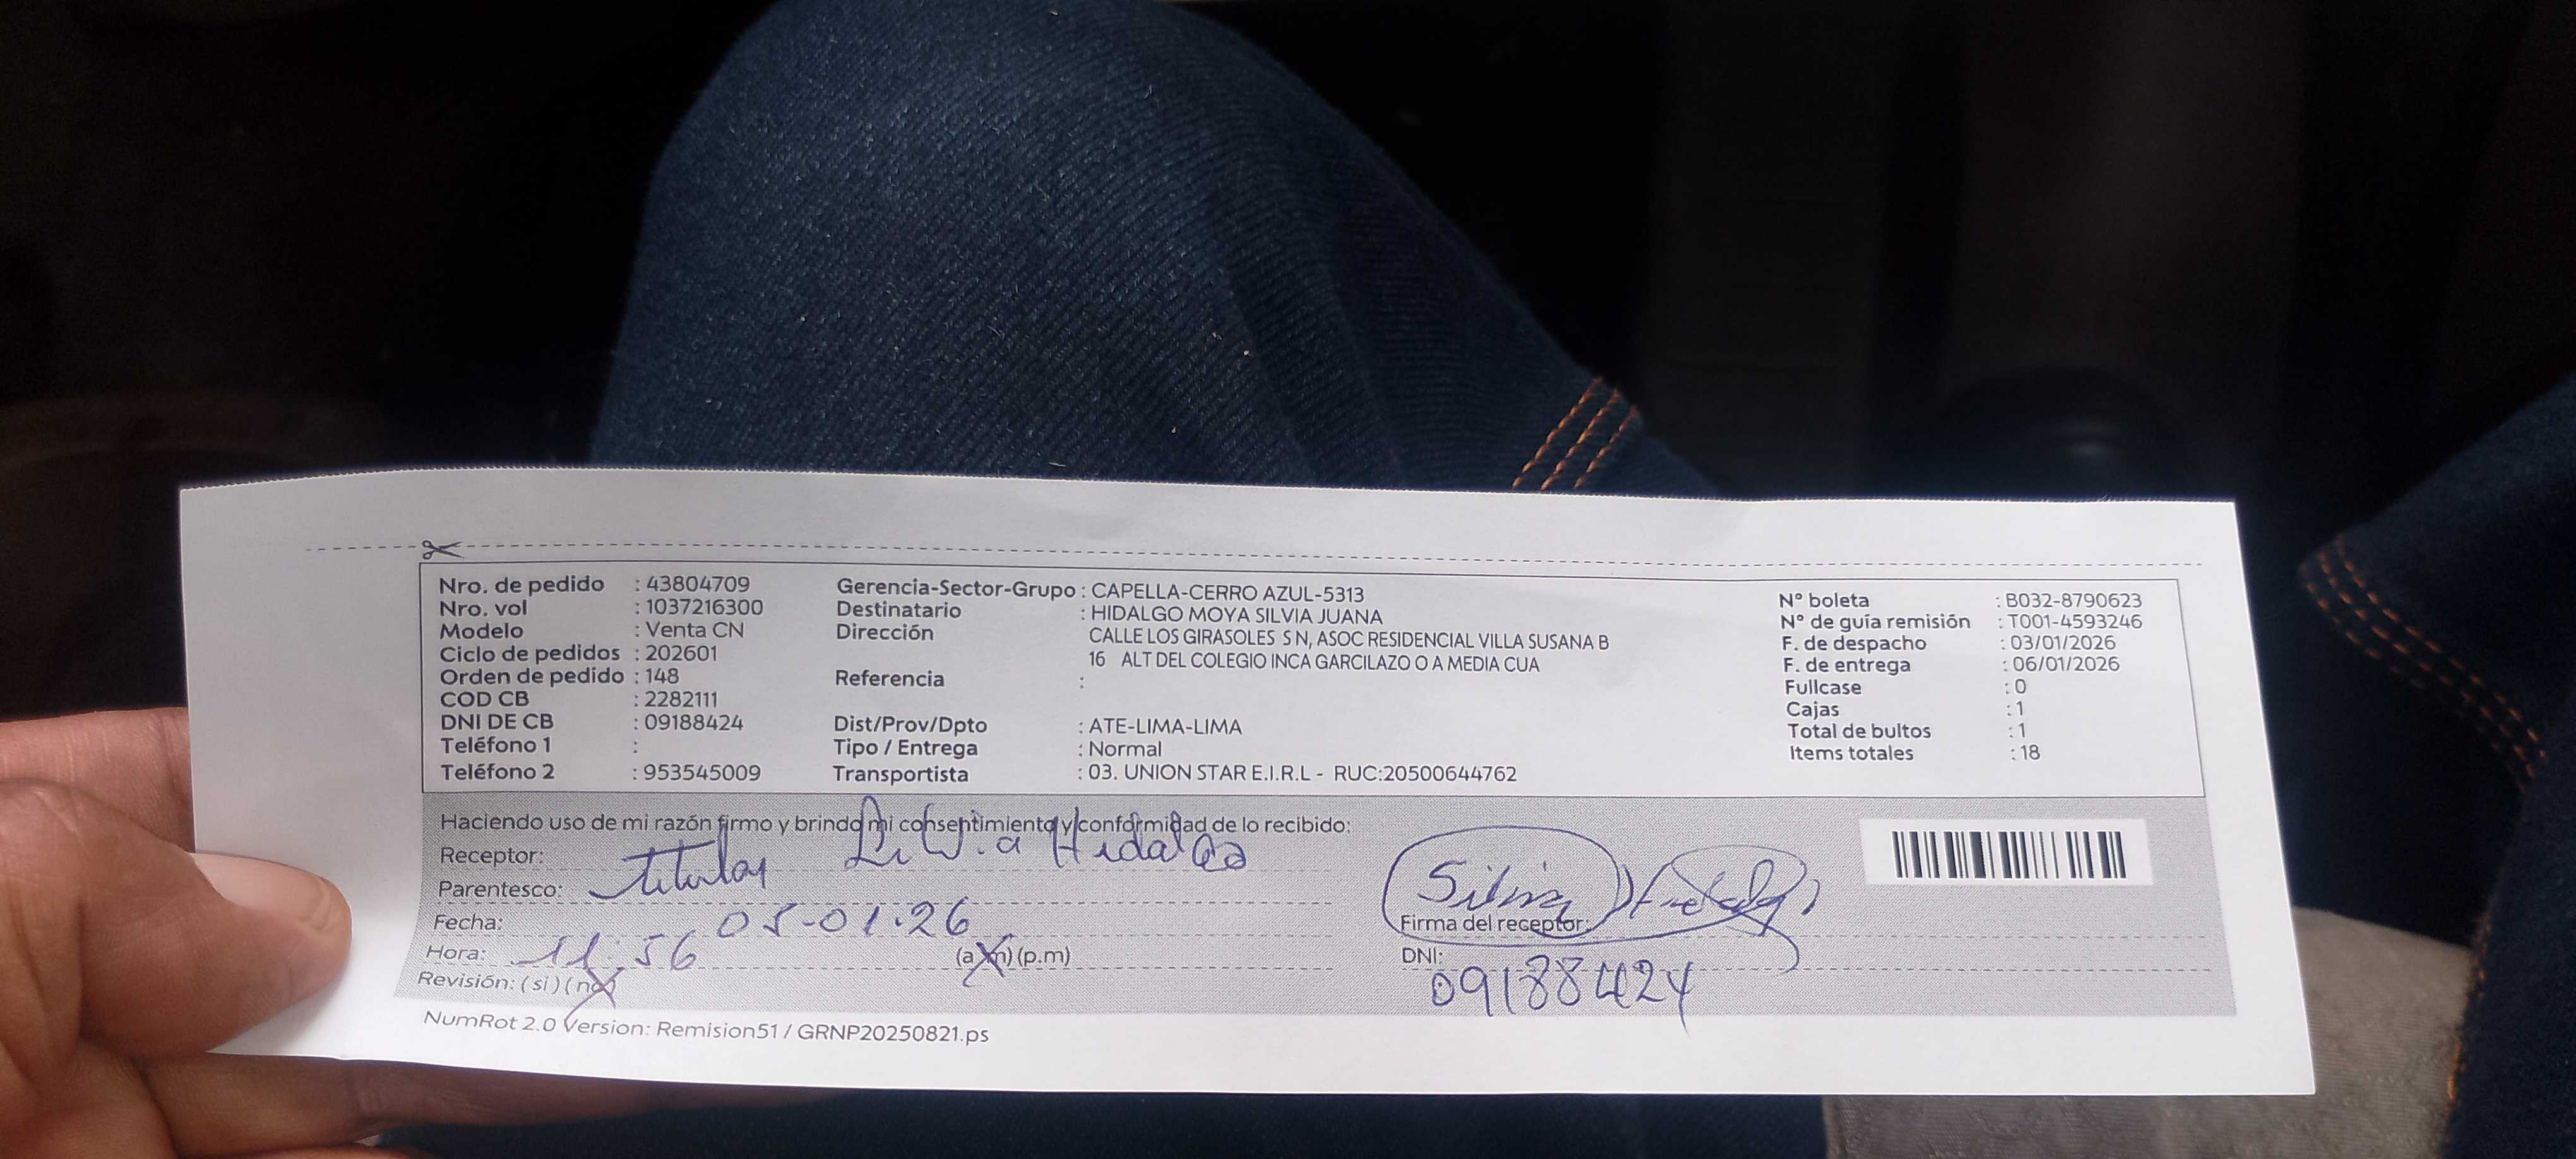 Nro. de pedido : 43804709
Nro. vol : 1037216300
Modelo : Venta CN
Ciclo de pedidos : 202601
Orden de pedido : 148
COD CB : 2282111
DNI DE CB : 09188424
Teléfono 1 :
Teléfono 2 : 953545009
Gerencia-Sector-Grupo : CAPELLA-CERRO AZUL-5313
Destinatario : HIDALGO MOYA SILVIA JUANA
Dirección CALLE LOS GIRASOLES S N, ASOC RESIDENCIAL VILLA SUSANA B
16 ALT DEL COLEGIO INCA GARCILAZO O A MEDIA CUA
Referencia :
Dist/Prov/Dpto : ATE-LIMA-LIMA
Tipo / Entrega : Normal
Transportista : 03. UNION STAR E.I.R.L - RUC:20500644762
N° boleta : B032-8790623
N° de guía remisión : T001-4593246
F. de despacho : 03/01/2026
F. de entrega : 06/01/2026
Fullcase : 0
Cajas : 1
Total de bultos : 1
Items totales : 18
Haciendo uso de mi razón firmo y brindo mi consentimiento y conformidad de lo recibido:
Receptor: Hidalgo
Parentesco: titular
Fecha: 05-01-26
Hora: 11:56 (a.m) (p.m)
Revisión: (si) (no)
Silvia Hidalgo
Firma del receptor:
DNI: 09188424
NumRot 2.0 Version: Remision51 / GRNP20250821.ps